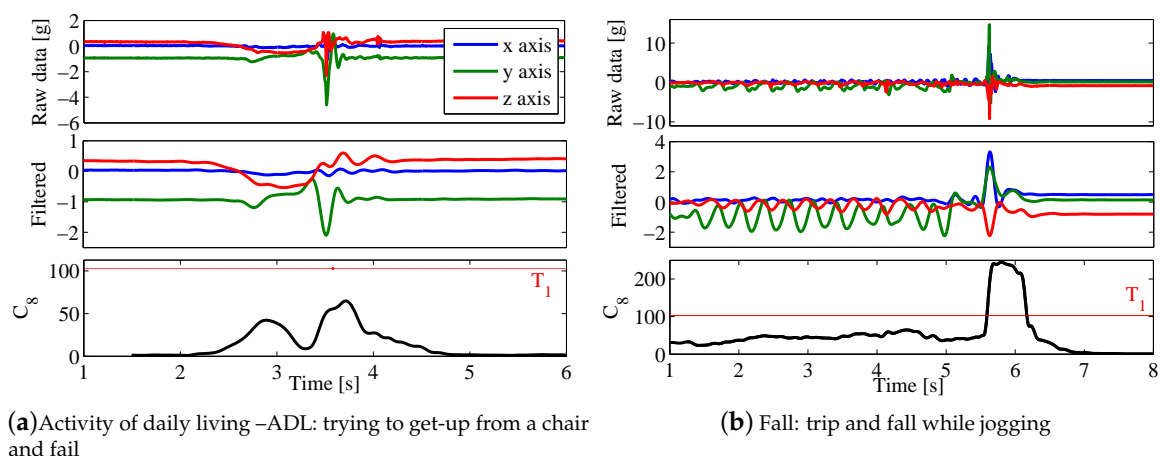 2
0
−2
−4
−6
Raw data [g]
x axis
y axis
z axis
1
0
−1
−2
Filtered
100
50
0
C8
T1
1 2 3 4 5 6
Time [s]
10
0
−10
Raw data [g]
4
2
0
−2
Filtered
200
100
0
C8
T1
1 2 3 4 5 6 7 8
Time [s]
(a)Activity of daily living –ADL: trying to get-up from a chair
and fail
(b) Fall: trip and fall while jogging